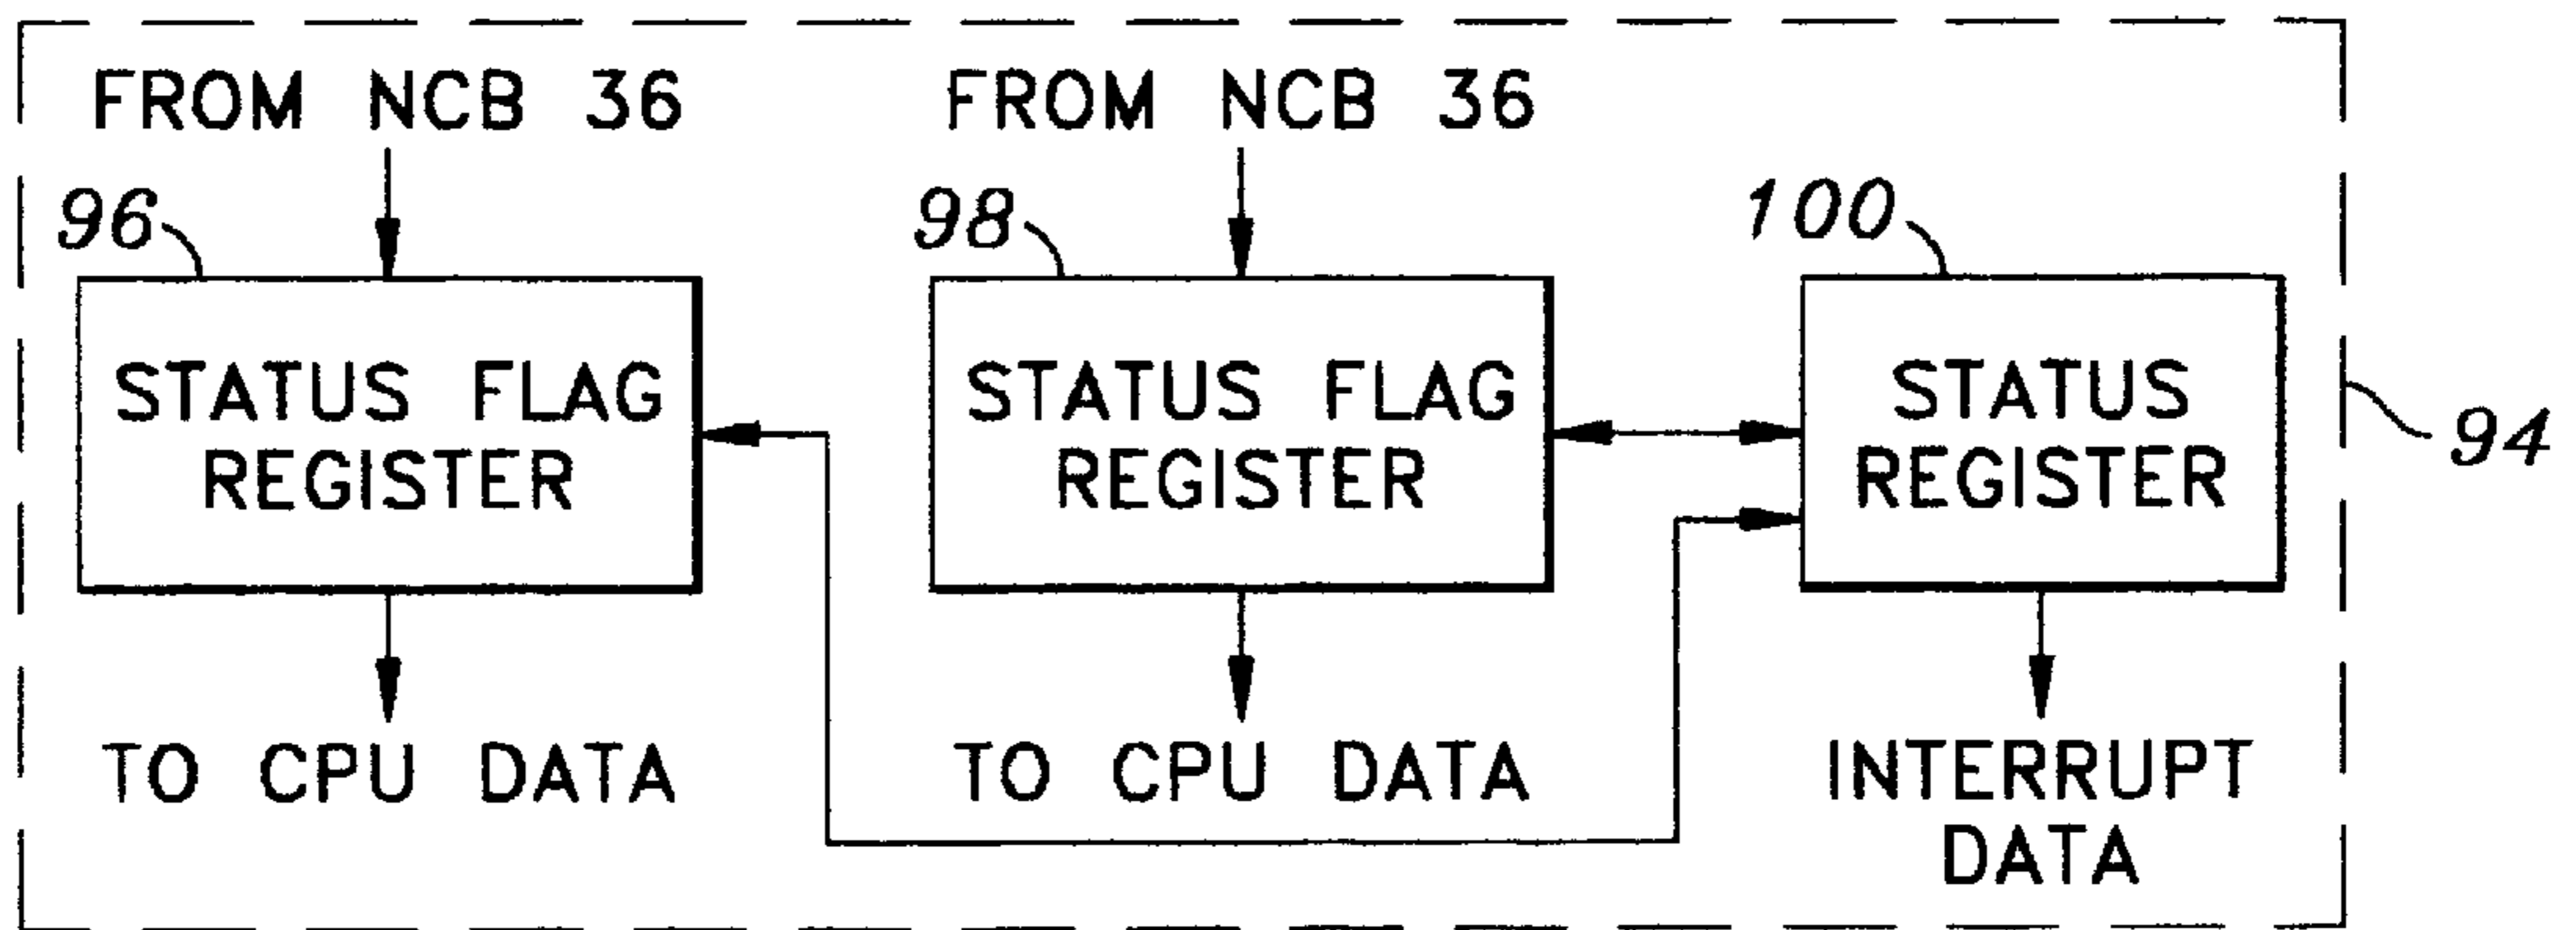 FROM NCB 36
FROM NCB 36
96
98
100
STATUS FLAG
REGISTER
STATUS FLAG
REGISTER
STATUS
REGISTER
94
TO CPU DATA
TO CPU DATA
INTERRUPT
DATA